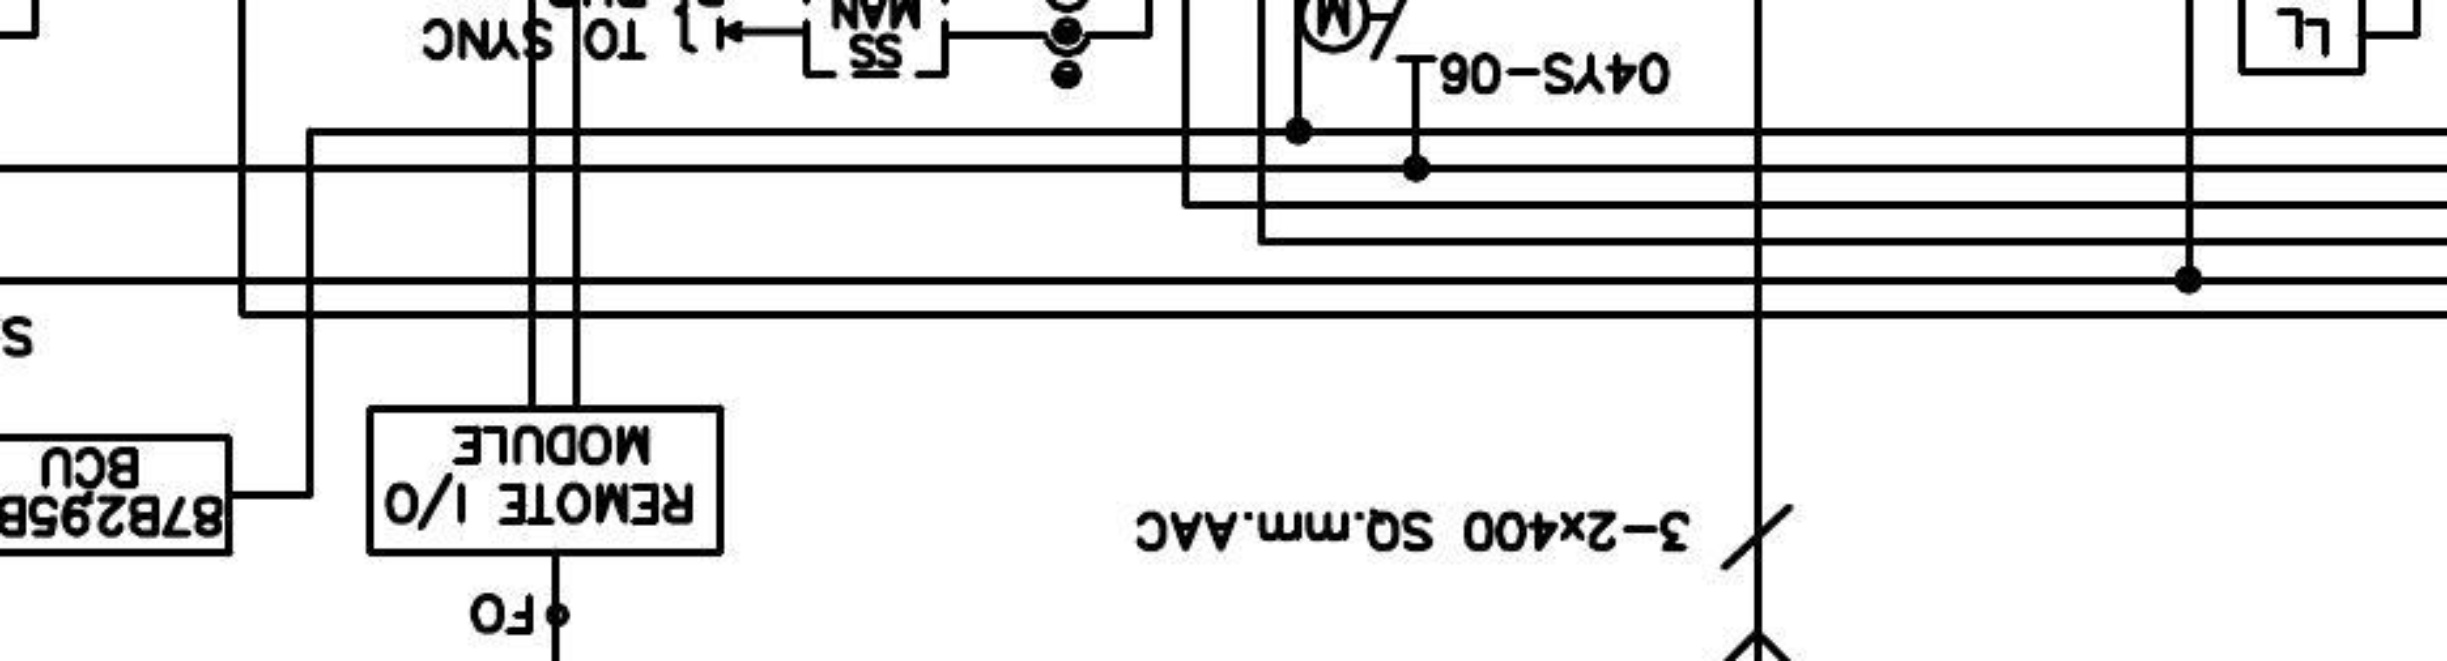 FO
3-2x400 SQ.mm.AAC
REMOTE I/O
MODULE
87B295B
BCU
S
04YS-06
LL
SS
MAN
TO SYNC
M